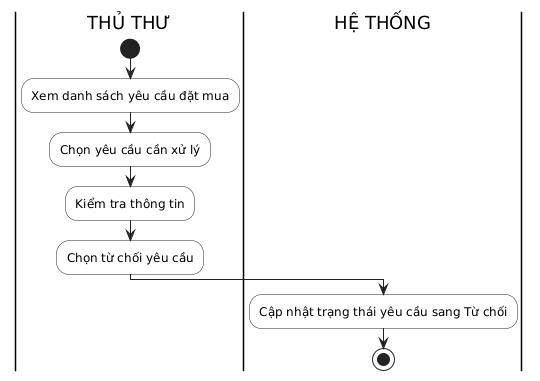 THỦ THƯ
HỆ THỐNG
Xem danh sách yêu cầu đặt mua
Chọn yêu cầu cần xử lý
Kiểm tra thông tin
Chọn từ chối yêu cầu
Cập nhật trạng thái yêu cầu sang Từ chối